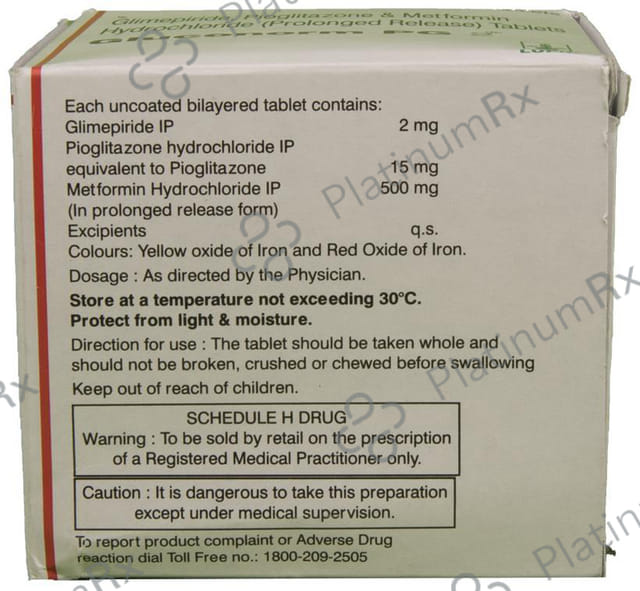 Glimepiride, Pioglitazone & Metformin
Hydrochloride (Prolonged Release) Tablets
Gluconorm PG 2
Each uncoated bilayered tablet contains:
Glimepiride IP 2 mg
Pioglitazone hydrochloride IP
equivalent to Pioglitazone 15 mg
Metformin Hydrochloride IP 500 mg
(In prolonged release form)
Excipients q.s.
Colours: Yellow oxide of Iron and Red Oxide of Iron.
Dosage : As directed by the Physician.
Store at a temperature not exceeding 30°C.
Protect from light & moisture.
Direction for use : The tablet should be taken whole and
should not be broken, crushed or chewed before swallowing
Keep out of reach of children.
SCHEDULE H DRUG
Warning : To be sold by retail on the prescription
of a Registered Medical Practitioner only.
Caution : It is dangerous to take this preparation
except under medical supervision.
To report product complaint or Adverse Drug
reaction dial Toll Free no.: 1800-209-2505
PlatinumRx
PlatinumRx
PlatinumRx
PlatinumRx